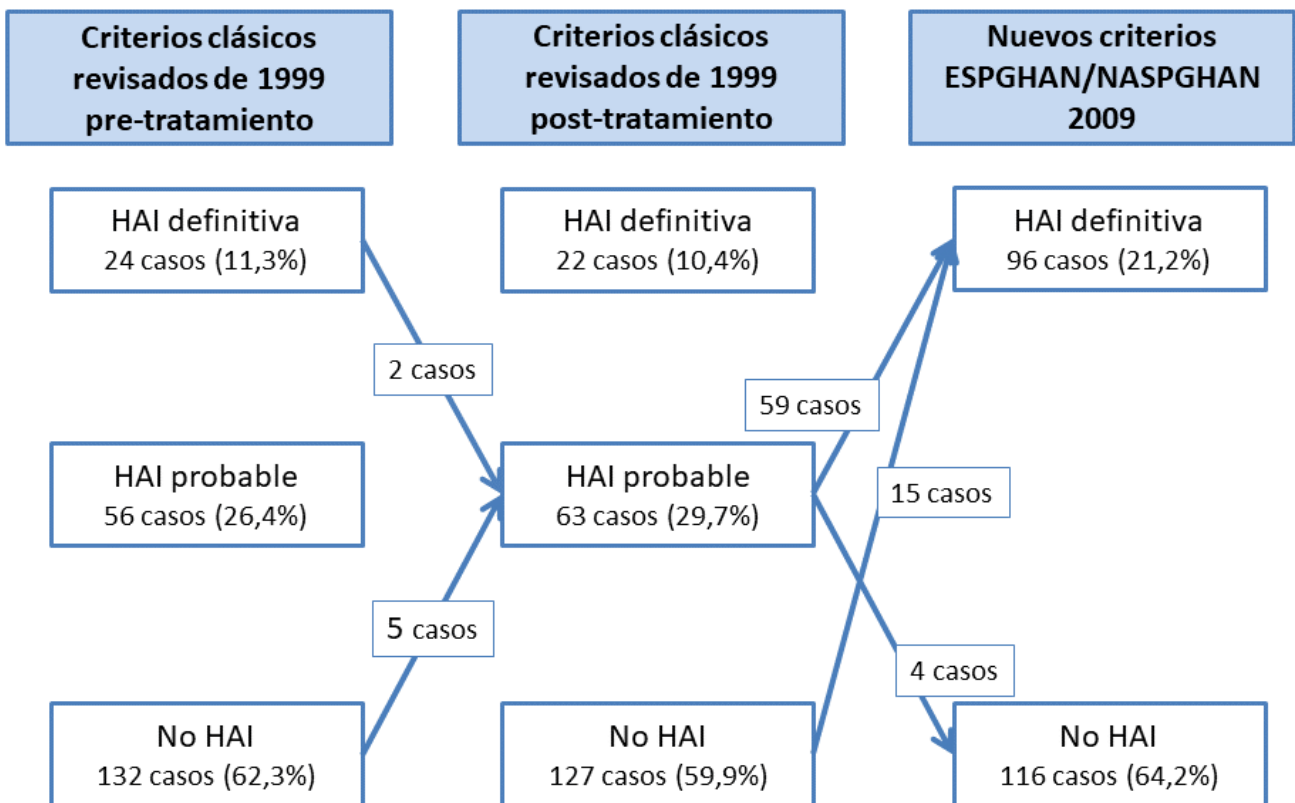 Criterios clásicos
revisados de 1999
pre-tratamiento
Criterios clásicos
revisados de 1999
post-tratamiento
Nuevos criterios
ESPGHAN/NASPGHAN
2009
HAI definitiva
24 casos (11,3%)
HAI definitiva
22 casos (10,4%)
HAI definitiva
96 casos (21,2%)
2 casos
59 casos
HAI probable
56 casos (26,4%)
HAI probable
63 casos (29,7%)
15 casos
5 casos
4 casos
No HAI
132 casos (62,3%)
No HAI
127 casos (59,9%)
No HAI
116 casos (64,2%)